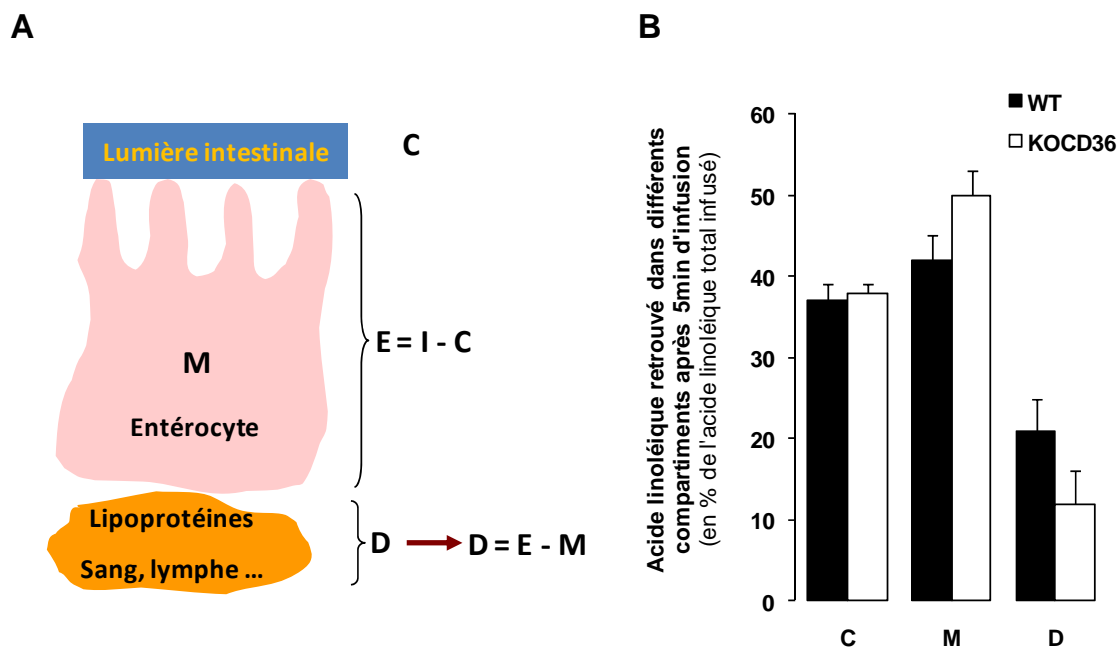 A
Lumière intestinale
C
E = I - C
M
Entérocyte
Lipoprotéines
Sang, lymphe ...
D
D = E - M
B
WT
KOCD36
Acide linoléique retrouvé dans différents
compartiments après 5min d'infusion
(en % de l'acide linoléique total infusé)
60
50
40
30
20
10
0
C M D